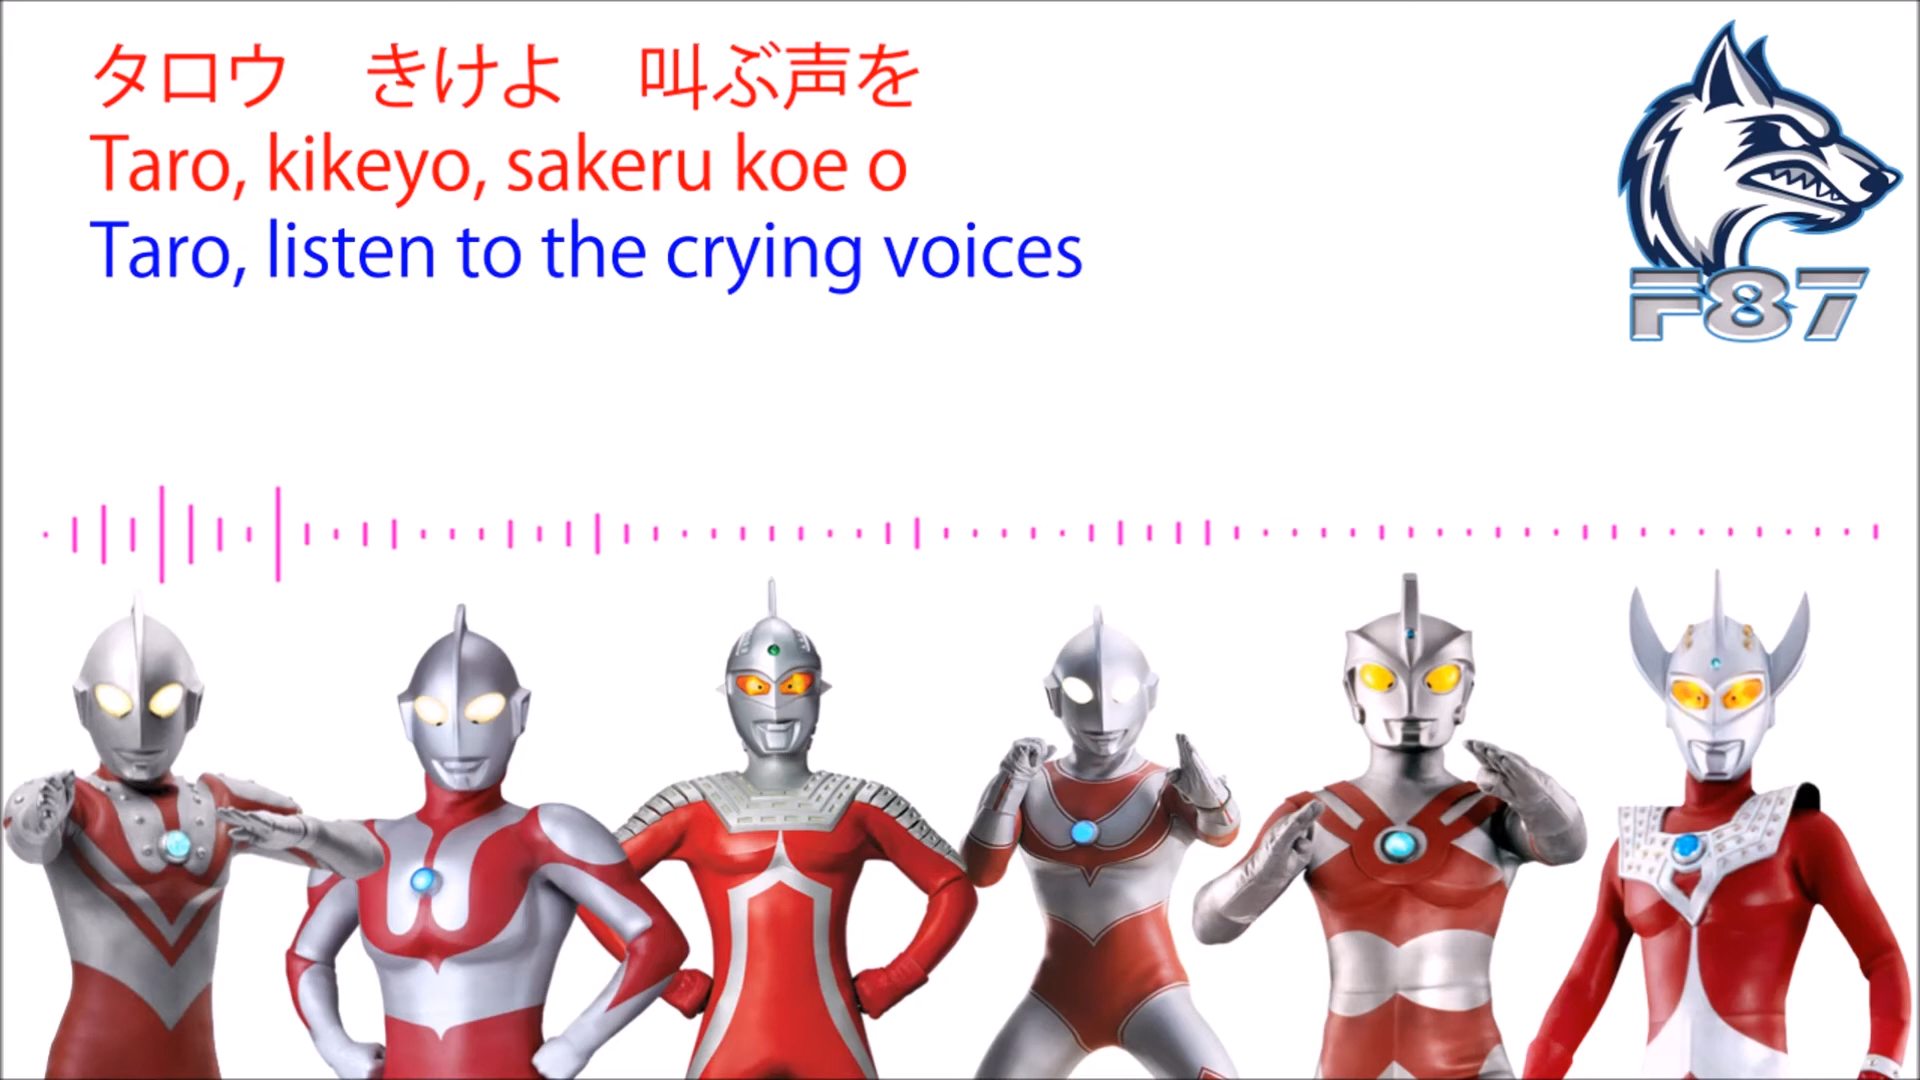 タロウ　きけよ　叫ぶ声を
Taro, kikeyo, sakeru koe o
Taro, listen to the crying voices
F87